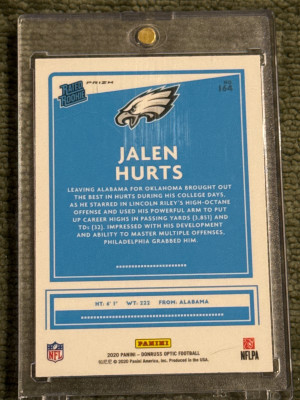 RATED
ROOKIE
PRIZM
NO.
164
JALEN
HURTS
LEAVING ALABAMA FOR OKLAHOMA BROUGHT OUT
THE BEST IN HURTS DURING HIS COLLEGE DAYS,
AS HE STARRED IN LINCOLN RILEY'S HIGH-OCTANE
OFFENSE AND USED HIS POWERFUL ARM TO PUT
UP CAREER HIGHS IN PASSING YARDS (3,851) AND
TDs (32). IMPRESSED WITH HIS DEVELOPMENT
AND ABILITY TO MASTER MULTIPLE OFFENSES,
PHILADELPHIA GRABBED HIM.
HT: 6' 1" WT: 222 FROM: ALABAMA
PANINI
NFL
NFLPA
2020 PANINI – DONRUSS OPTIC FOOTBALL
© 2020 Panini America, Inc. Produced in the USA.